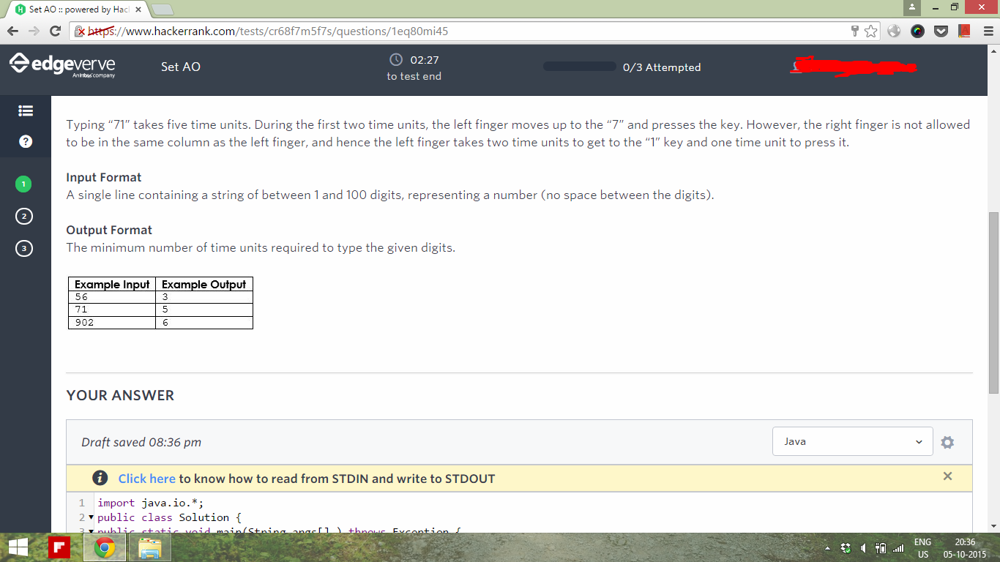 Set AO :: powered by Hac
https://www.hackerrank.com/tests/cr68f7m5f7s/questions/1eq80mi45
edgeverve
An Infosys company
Set AO
02:27
to test end
0/3 Attempted
Typing “71” takes five time units. During the first two time units, the left finger moves up to the “7” and presses the key. However, the right finger is not allowed
to be in the same column as the left finger, and hence the left finger takes two time units to get to the “1” key and one time unit to press it.
1
2
3
Input Format
A single line containing a string of between 1 and 100 digits, representing a number (no space between the digits).
Output Format
The minimum number of time units required to type the given digits.
Example Input Example Output
56 3
71 5
902 6
YOUR ANSWER
Draft saved 08:36 pm
Java
Click here to know how to read from STDIN and write to STDOUT
1 import java.io.*;
2 public class Solution {
3 public static void main(String args[] ) throws Exception {
ENG 20:36
US 05-10-2015